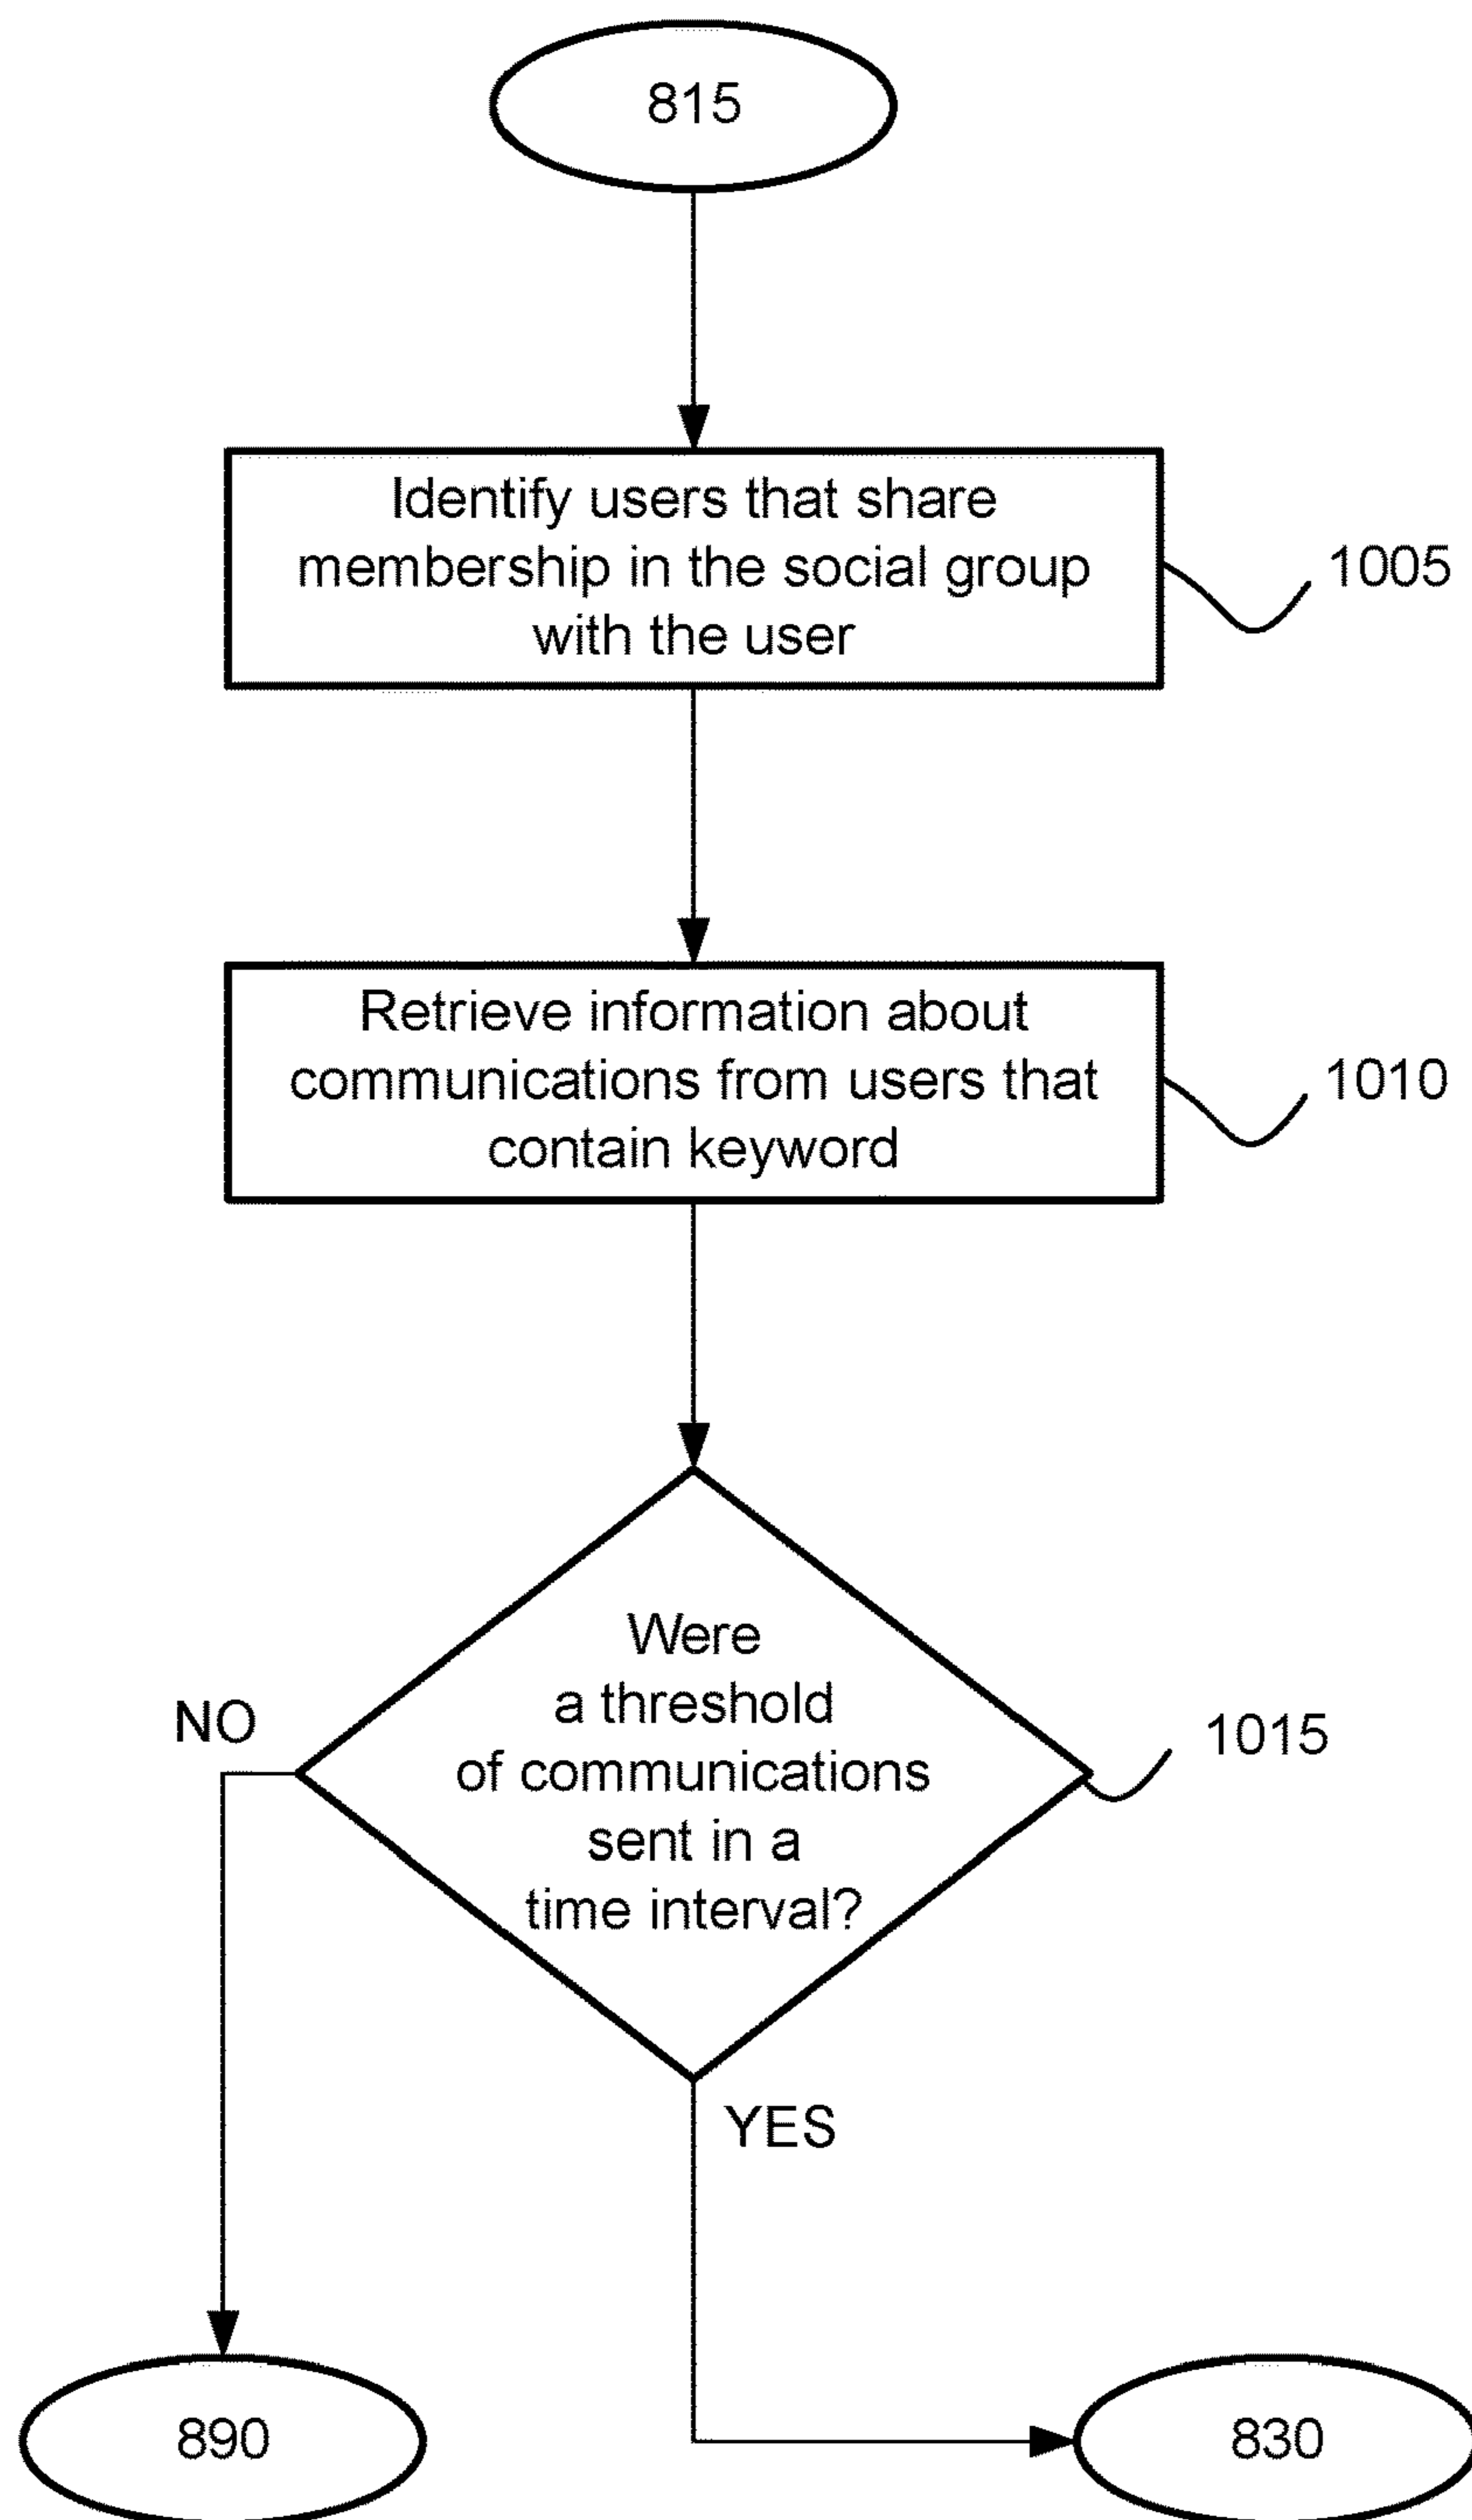 815
Identify users that share
membership in the social group
with the user
1005
Retrieve information about
communications from users that
contain keyword
1010
Were
a threshold
of communications
sent in a
time interval?
NO
1015
YES
890
830